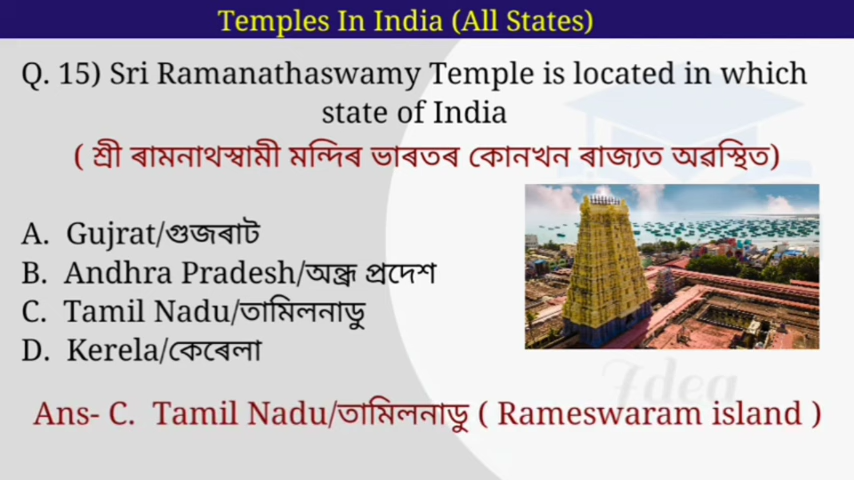 Temples In India (All States)
Q. 15) Sri Ramanathaswamy Temple is located in which
state of India
( শ্ৰী ৰামনাথস্বামী মন্দিৰ ভাৰতৰ কোনখন ৰাজ্যত অৱস্থিত)
A. Gujrat/গুজৰাট
B. Andhra Pradesh/অন্ধ্ৰ প্ৰদেশ
C. Tamil Nadu/তামিলনাডু
D. Kerela/কেৰেলা
Idea
Ans- C. Tamil Nadu/তামিলনাডু ( Rameswaram island )